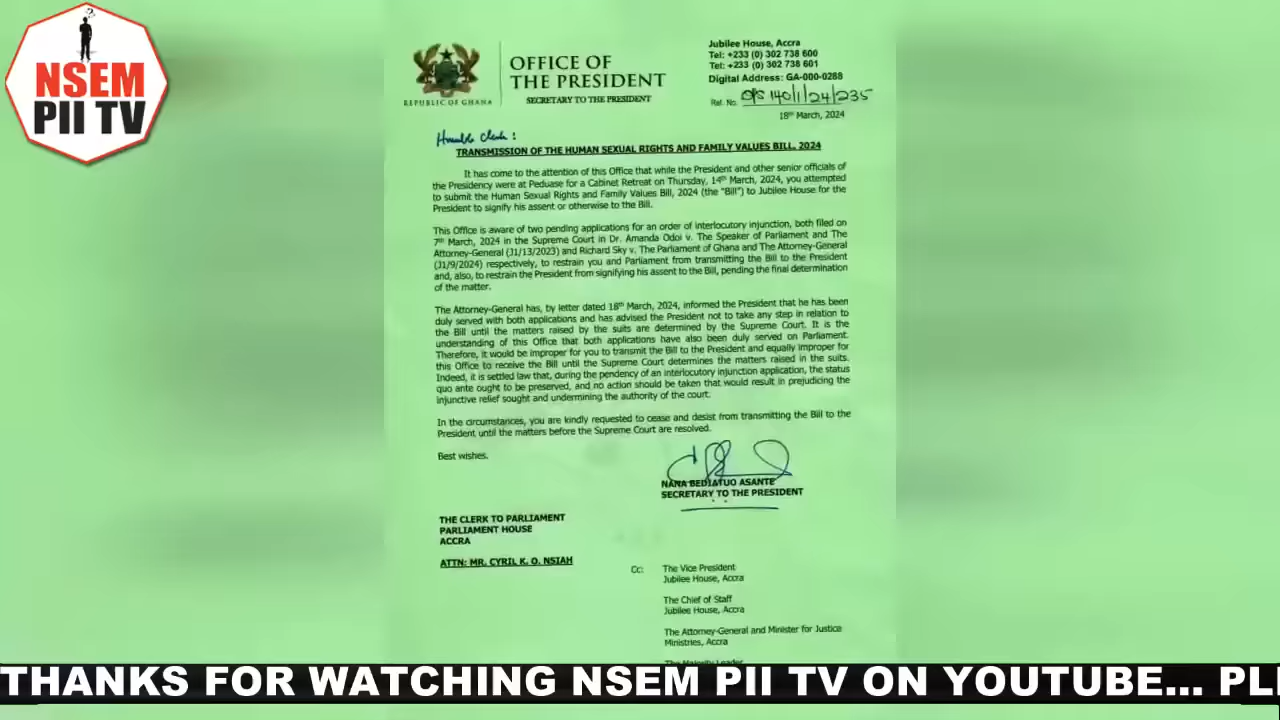 NSEM
PII TV
REPUBLIC OF GHANA
OFFICE OF
THE PRESIDENT
SECRETARY TO THE PRESIDENT
Jubilee House, Accra
Tel: +233 (0) 302 738 600
Tel: +233 (0) 302 738 601
Digital Address: GA-000-0288
Ref. No. OPS 140/1/24/235
18th March, 2024
Humble Clerk:
TRANSMISSION OF THE HUMAN SEXUAL RIGHTS AND FAMILY VALUES BILL, 2024
It has come to the attention of this Office that while the President and other senior officials of
the Presidency were at Peduase for a Cabinet Retreat on Thursday, 14th March, 2024, you attempted
to submit the Human Sexual Rights and Family Values Bill, 2024 (the "Bill") to Jubilee House for the
President to signify his assent or otherwise to the Bill.
This Office is aware of two pending applications for an order of interlocutory injunction, both filed on
7th March, 2024 in the Supreme Court in Dr. Amanda Odoi v. The Speaker of Parliament and The
Attorney-General (J1/13/2023) and Richard Sky v. The Parliament of Ghana and The Attorney-General
(J1/9/2024) respectively, to restrain you and Parliament from transmitting the Bill to the President
and, also, to restrain the President from signifying his assent to the Bill, pending the final determination
of the matter.
The Attorney-General has, by letter dated 18th March, 2024, informed the President that he has been
duly served with both applications and has advised the President not to take any step in relation to
the Bill until the matters raised by the suits are determined by the Supreme Court. It is the
understanding of this Office that both applications have also been duly served on Parliament.
Therefore, it would be improper for you to transmit the Bill to the President and equally improper for
this Office to receive the Bill until the Supreme Court determines the matters raised in the suits.
Indeed, it is settled law that, during the pendency of an interlocutory injunction application, the status
quo ante ought to be preserved, and no action should be taken that would result in prejudicing the
injunctive relief sought and undermining the authority of the court.
In the circumstances, you are kindly requested to cease and desist from transmitting the Bill to the
President until the matters before the Supreme Court are resolved.
Best wishes.
NANA BEDIATUO ASANTE
SECRETARY TO THE PRESIDENT
THE CLERK TO PARLIAMENT
PARLIAMENT HOUSE
ACCRA
ATTN: MR. CYRIL K. O. NSIAH
Cc: The Vice President
Jubilee House, Accra
The Chief of Staff
Jubilee House, Accra
The Attorney-General and Minister for Justice
Ministries, Accra
The Majority Leader
THANKS FOR WATCHING NSEM PII TV ON YOUTUBE... PL